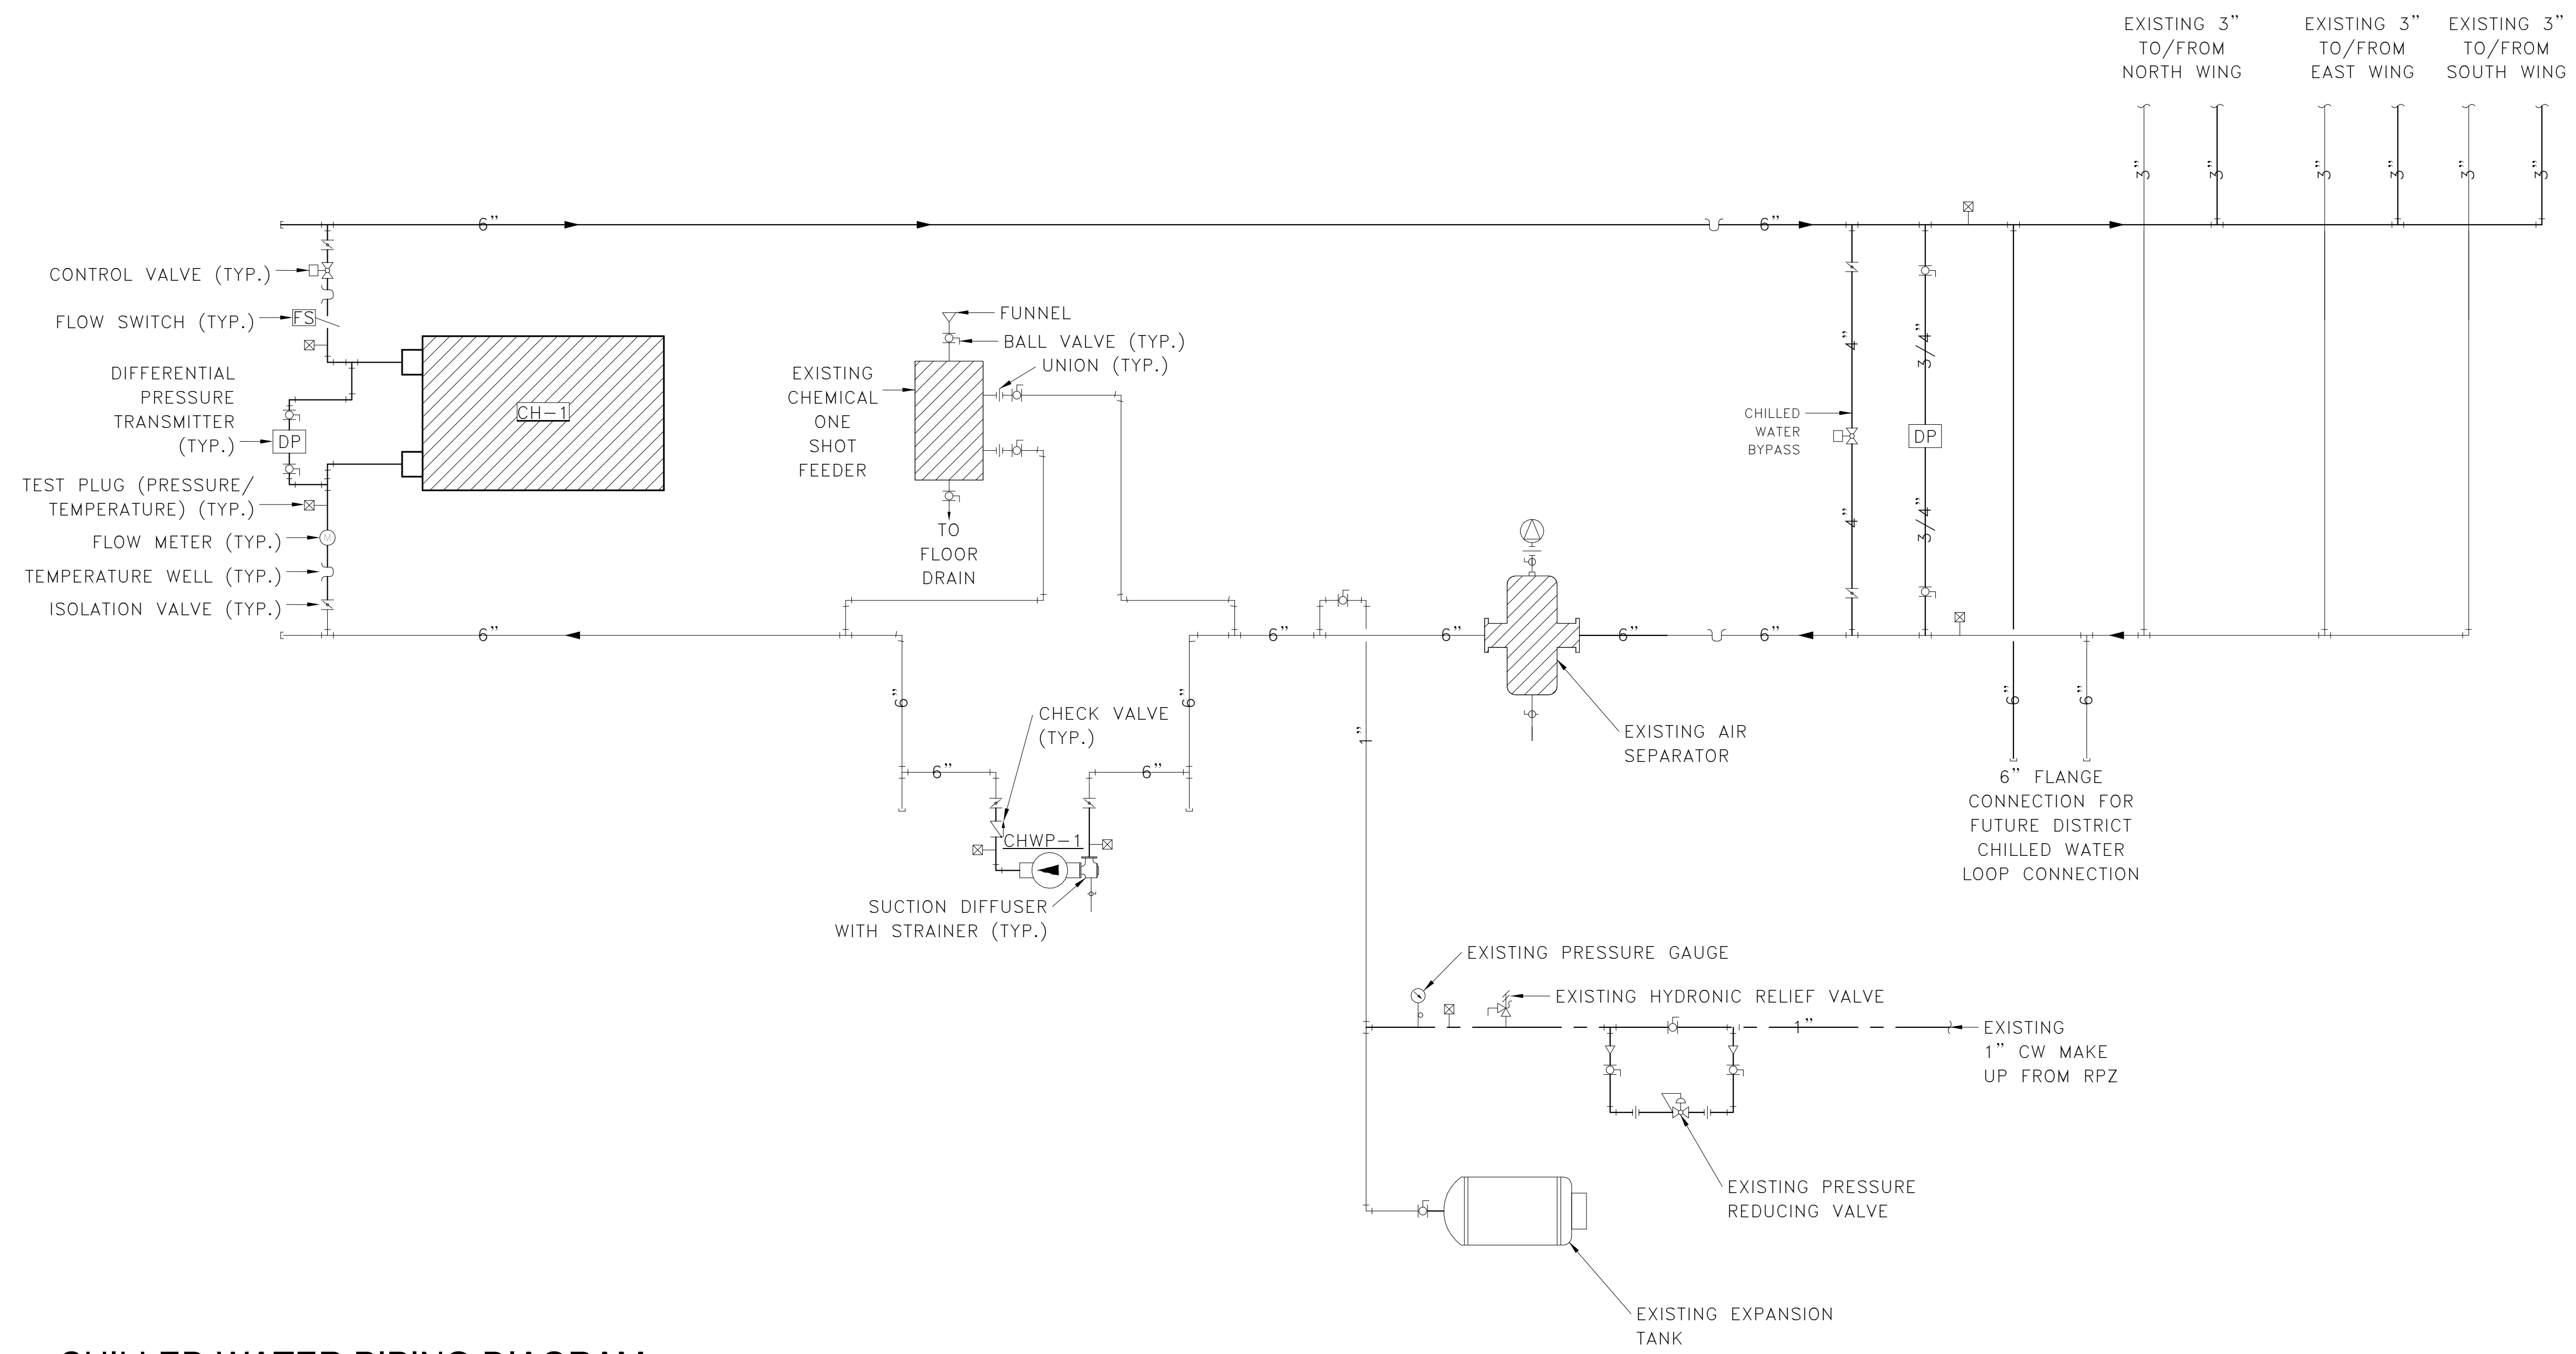 EXISTING 3”
TO/FROM
NORTH WING
EXISTING 3”
TO/FROM
EAST WING
EXISTING 3”
TO/FROM
SOUTH WING
3”
3”
3”
3”
3”
3”
6”
6”
CONTROL VALVE (TYP.)
FLOW SWITCH (TYP.)
FS
DIFFERENTIAL
PRESSURE
TRANSMITTER
(TYP.)
DP
CH-1
TEST PLUG (PRESSURE/
TEMPERATURE) (TYP.)
FLOW METER (TYP.)
M
TEMPERATURE WELL (TYP.)
ISOLATION VALVE (TYP.)
FUNNEL
BALL VALVE (TYP.)
UNION (TYP.)
EXISTING
CHEMICAL
ONE
SHOT
FEEDER
TO
FLOOR
DRAIN
4”
3/4”
CHILLED
WATER
BYPASS
DP
4”
3/4”
6”
6”
6”
6”
6”
6”
6”
6”
6”
CHECK VALVE
(TYP.)
6”
6”
CHWP-1
SUCTION DIFFUSER
WITH STRAINER (TYP.)
1”
EXISTING AIR
SEPARATOR
6” FLANGE
CONNECTION FOR
FUTURE DISTRICT
CHILLED WATER
LOOP CONNECTION
EXISTING PRESSURE GAUGE
EXISTING HYDRONIC RELIEF VALVE
1”
EXISTING
1” CW MAKE
UP FROM RPZ
EXISTING PRESSURE
REDUCING VALVE
EXISTING EXPANSION
TANK
CHILLED WATER PIPING DIAGRAM